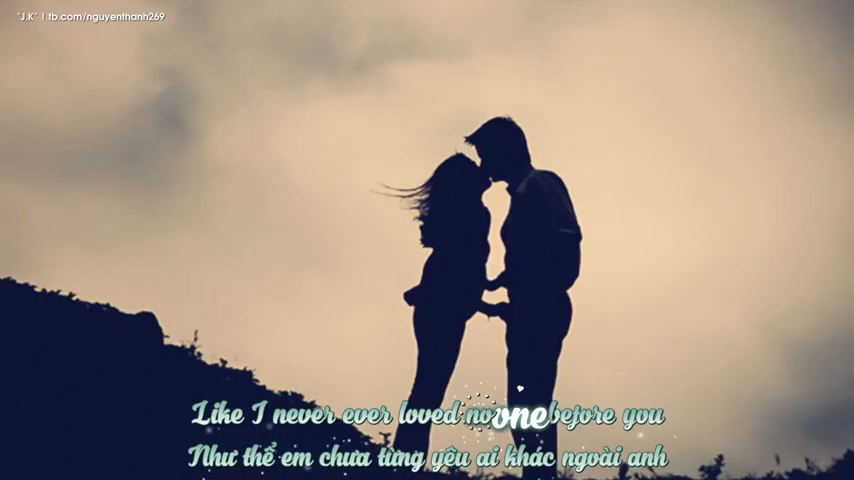 "J.K" | fb.com/nguyenthanh269
Like I never ever loved no one before you
Như thể em chưa từng yêu ai khác ngoài anh